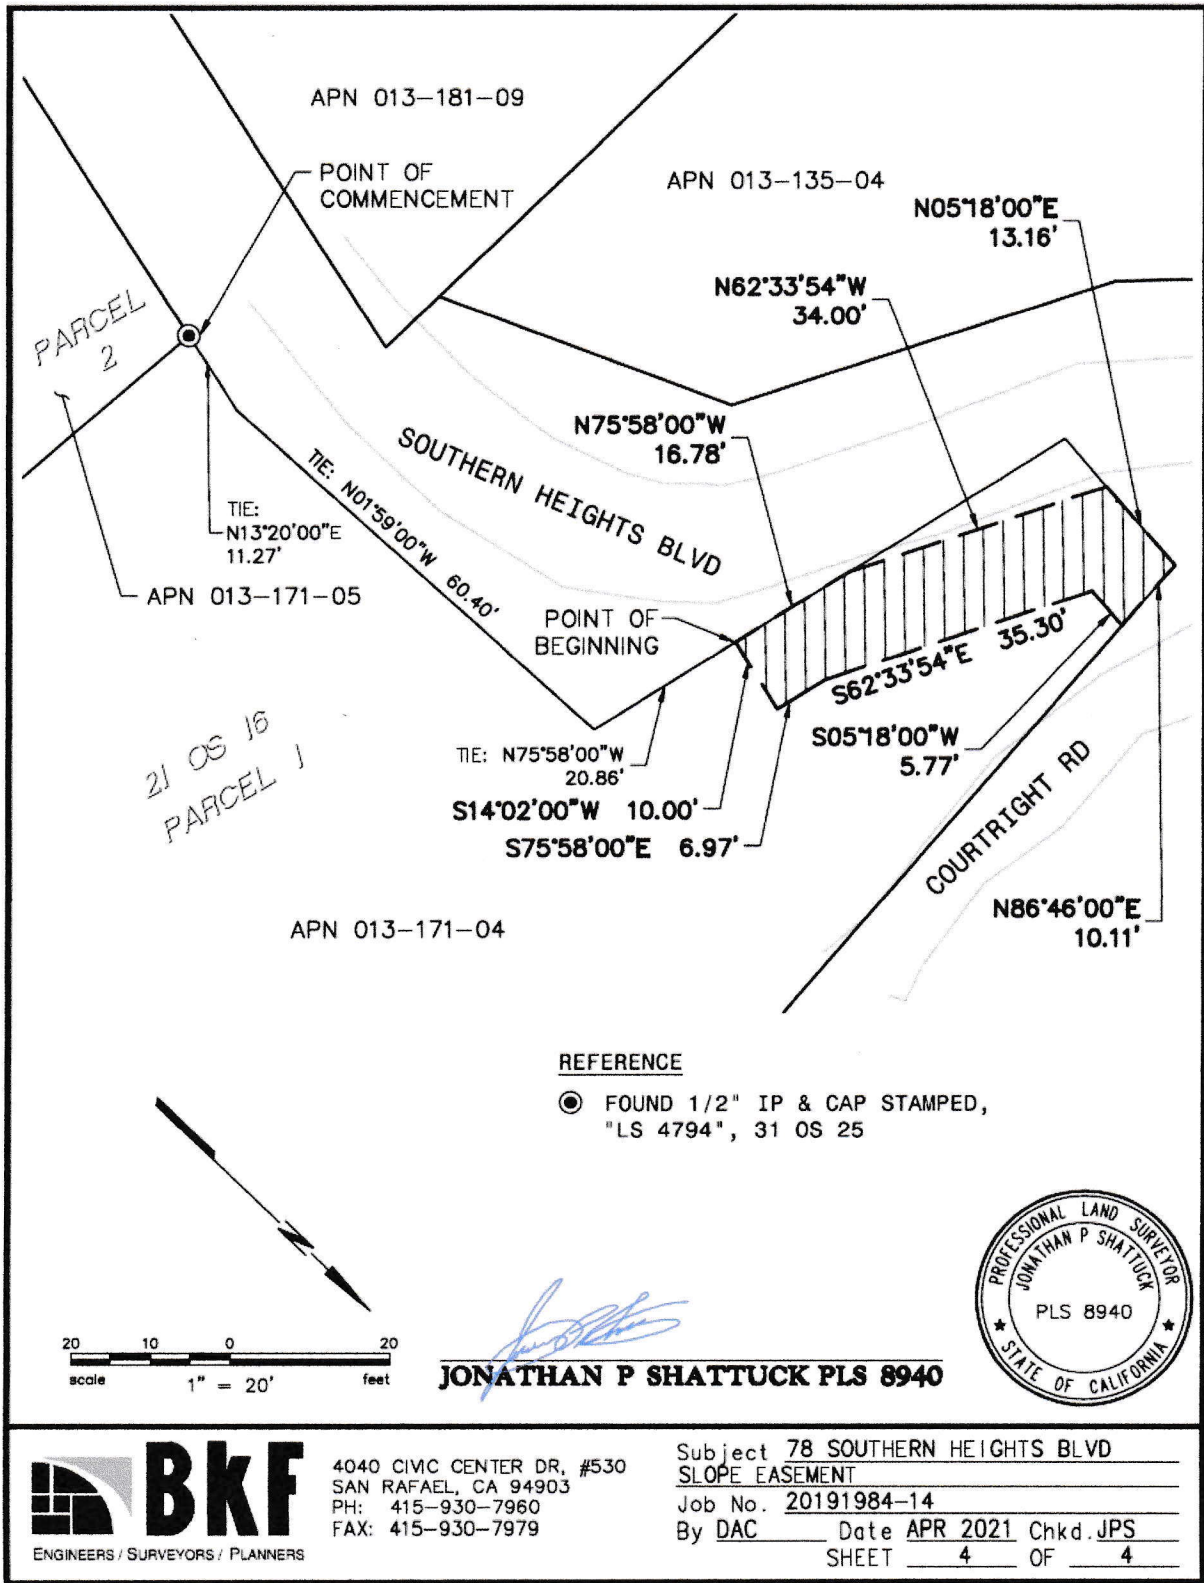 APN 013-181-09
POINT OF
COMMENCEMENT
APN 013-135-04
N05°18'00"E
13.16'
N62°33'54"W
34.00'
PARCEL
2
N75°58'00"W
16.78'
SOUTHERN HEIGHTS BLVD
TIE: N01°59'00"W 60.40'
TIE:
N13°20'00"E
11.27'
APN 013-171-05
POINT OF
BEGINNING
S62°33'54"E 35.30'
S05°18'00"W
5.77'
21 OS 16
PARCEL 1
TIE: N75°58'00"W
20.86'
S14°02'00"W 10.00'
S75°58'00"E 6.97'
COURTRIGHT RD
N86°46'00"E
10.11'
APN 013-171-04
REFERENCE
FOUND 1/2" IP & CAP STAMPED,
"LS 4794", 31 OS 25
N
20 10 0 20
scale 1" = 20' feet
JONATHAN P SHATTUCK PLS 8940
PROFESSIONAL LAND SURVEYOR
JONATHAN P SHATTUCK
PLS 8940
STATE OF CALIFORNIA
BKF
ENGINEERS / SURVEYORS / PLANNERS
4040 CIVIC CENTER DR, #530
SAN RAFAEL, CA 94903
PH: 415-930-7960
FAX: 415-930-7979
Subject 78 SOUTHERN HEIGHTS BLVD
SLOPE EASEMENT
Job No. 20191984-14
By DAC Date APR 2021 Chkd. JPS
SHEET 4 OF 4